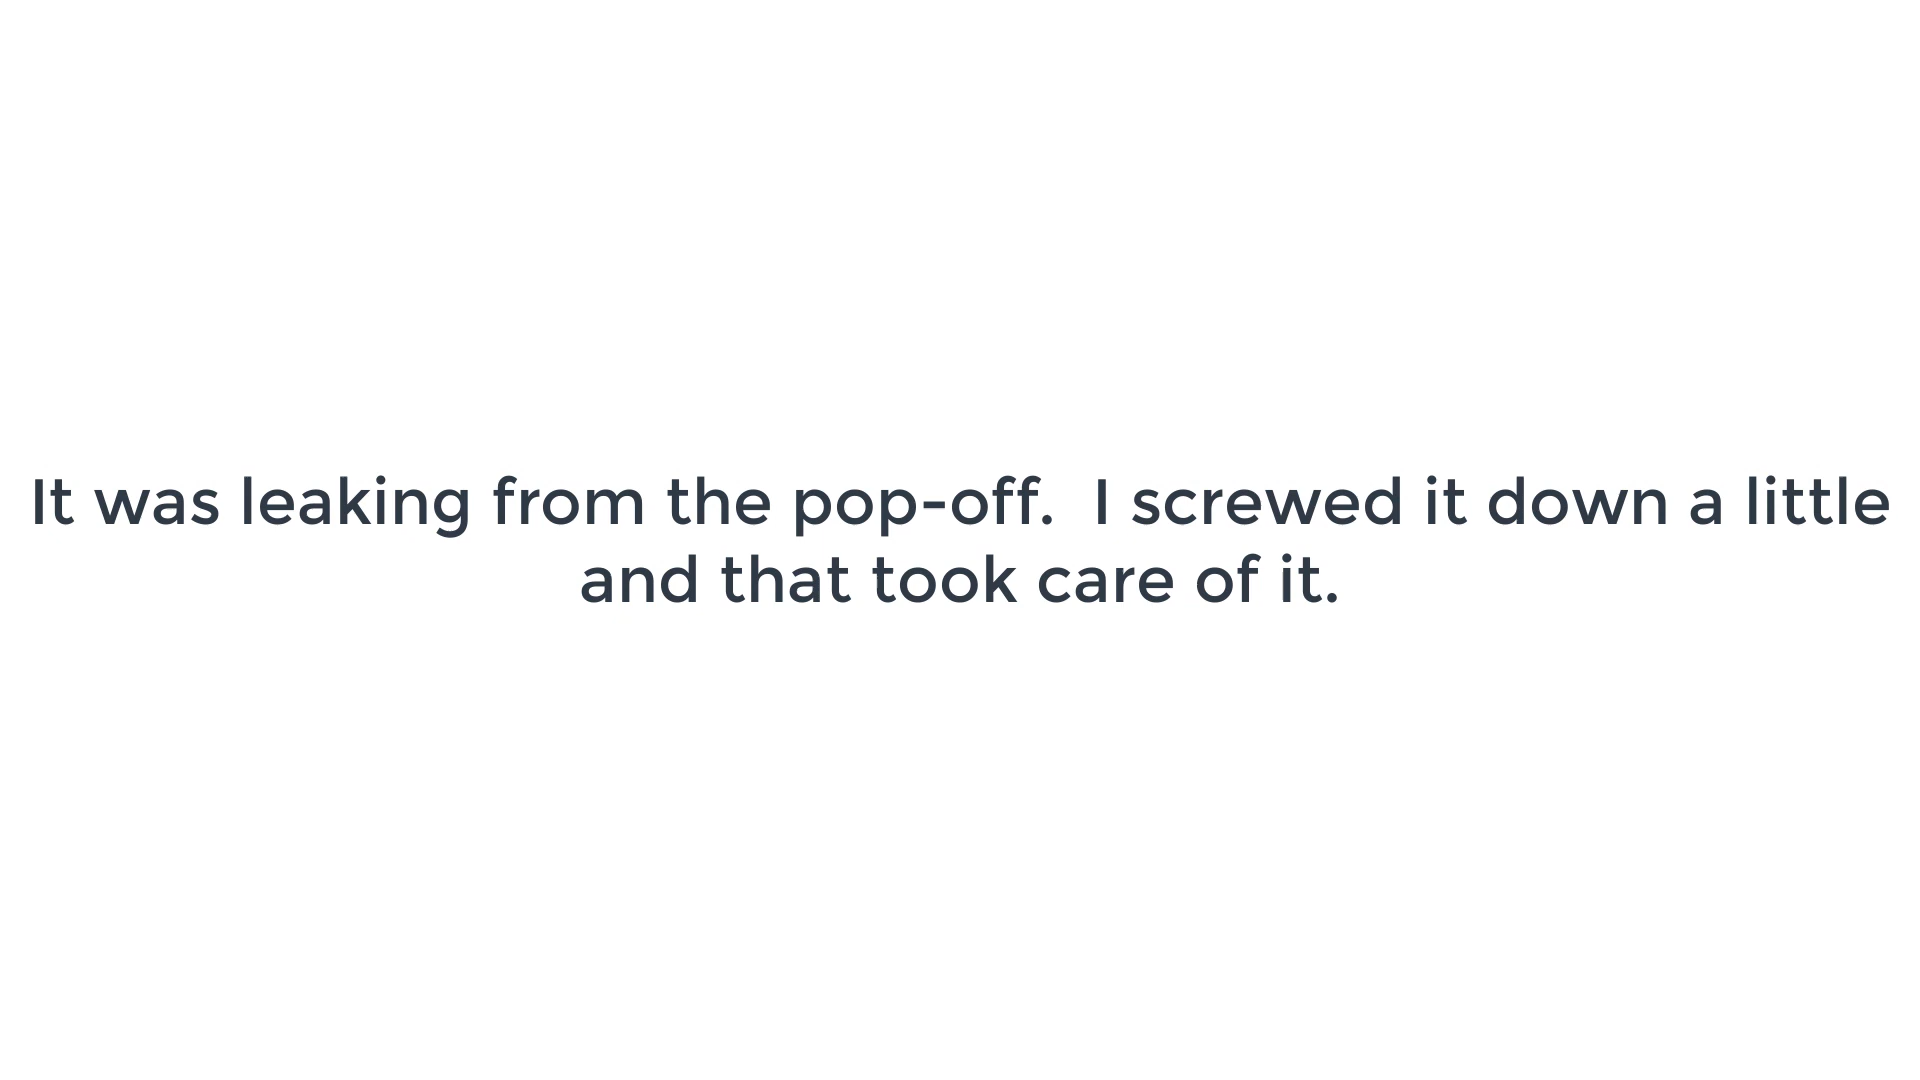 It was leaking from the pop-off.  I screwed it down a little
and that took care of it.